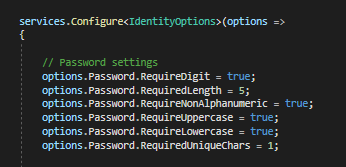 services.Configure<IdentityOptions>(options =>
{
// Password settings
options.Password.RequireDigit = true;
options.Password.RequiredLength = 5;
options.Password.RequireNonAlphanumeric = true;
options.Password.RequireUppercase = true;
options.Password.RequireLowercase = true;
options.Password.RequiredUniqueChars = 1;